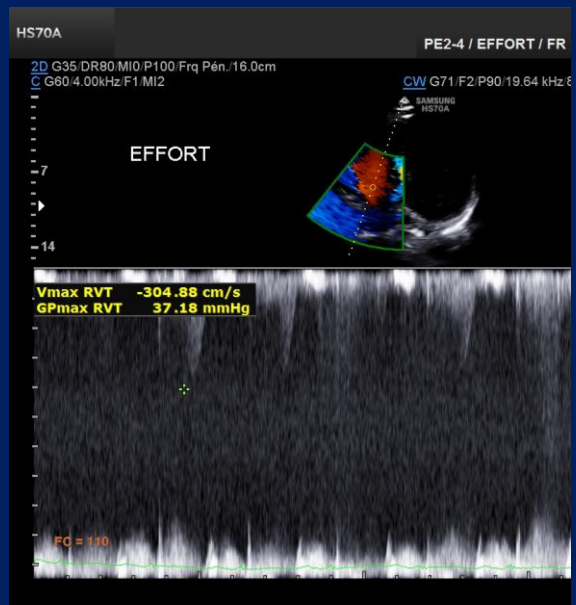 HS70A
PE2-4 / EFFORT / FR
2D G35/DR80/MI0/P100/Frq Pén./16.0cm
C G60/4.00kHz/F1/MI2
CW G71/F2/P90/19.64 kHz/8
SAMSUNG
HS70A
EFFORT
7
14
Vmax RVT -304.88 cm/s
GPmax RVT 37.18 mmHg
FC = 110